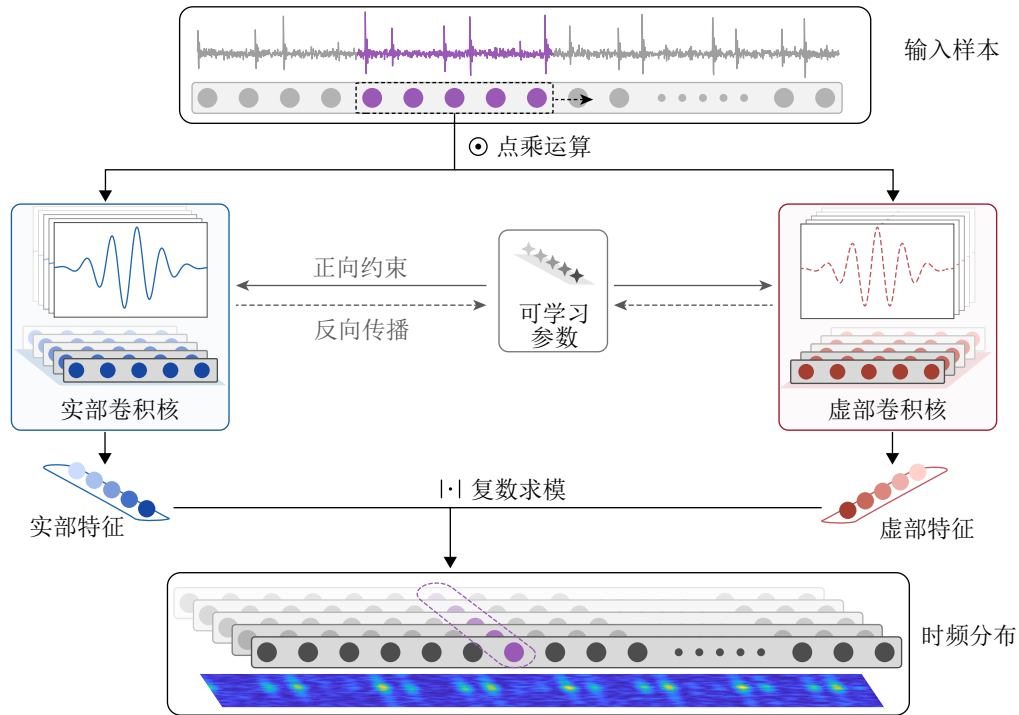 输入样本
⊙ 点乘运算
正向约束
反向传播
可学习
参数
实部卷积核
虚部卷积核
|·| 复数求模
实部特征
虚部特征
时频分布